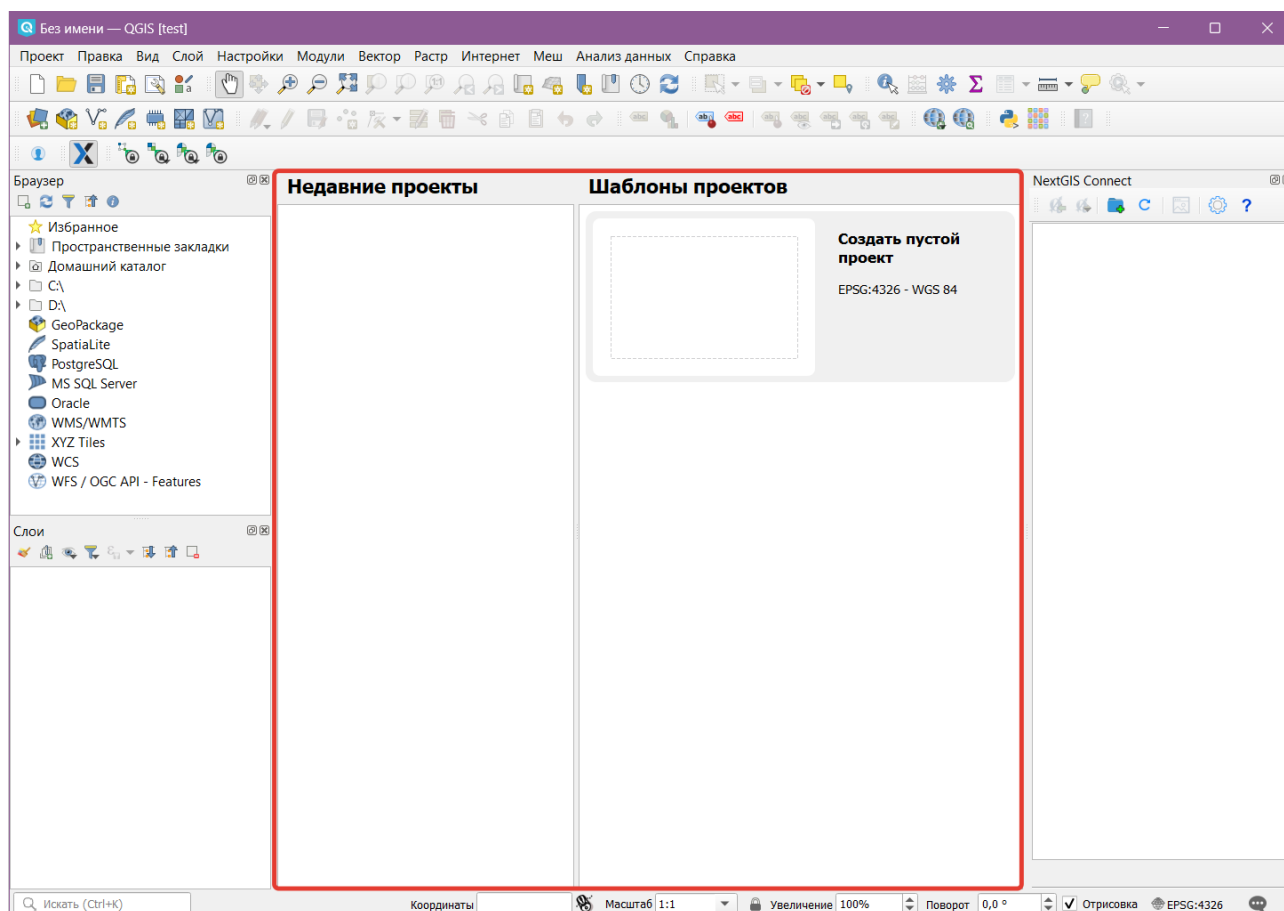 Без имени — QGIS [test]
Проект Правка Вид Слой Настройки Модули Вектор Растр Интернет Меш Анализ данных Справка
Браузер
Избранное
Пространственные закладки
Домашний каталог
C:\
D:\
GeoPackage
SpatiaLite
PostgreSQL
MS SQL Server
Oracle
WMS/WMTS
XYZ Tiles
WCS
WFS / OGC API - Features
Слои
Недавние проекты
Шаблоны проектов
Создать пустой
проект
EPSG:4326 - WGS 84
NextGIS Connect
Искать (Ctrl+K)
Координаты
Масштаб 1:1
Увеличение 100%
Поворот 0,0 °
Отрисовка
EPSG:4326